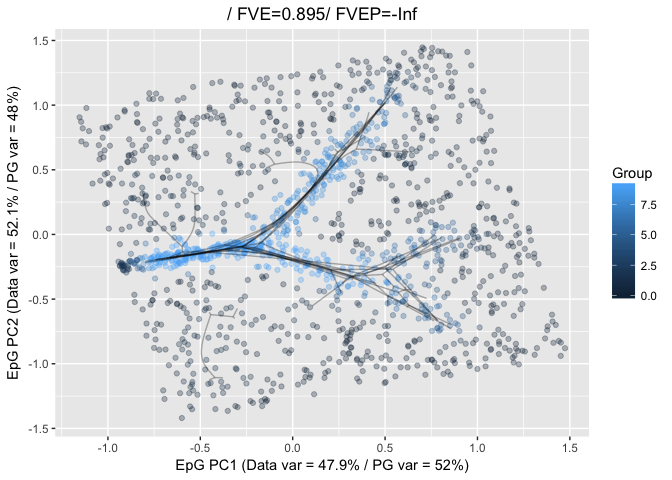 / FVE=0.895/ FVEP=-Inf
1.5
1.0
0.5
0.0
-0.5
-1.0
-1.5
EpG PC2 (Data var = 52.1% / PG var = 48%)
-1.0 -0.5 0.0 0.5 1.0 1.5
EpG PC1 (Data var = 47.9% / PG var = 52%)
Group
7.5
5.0
2.5
0.0